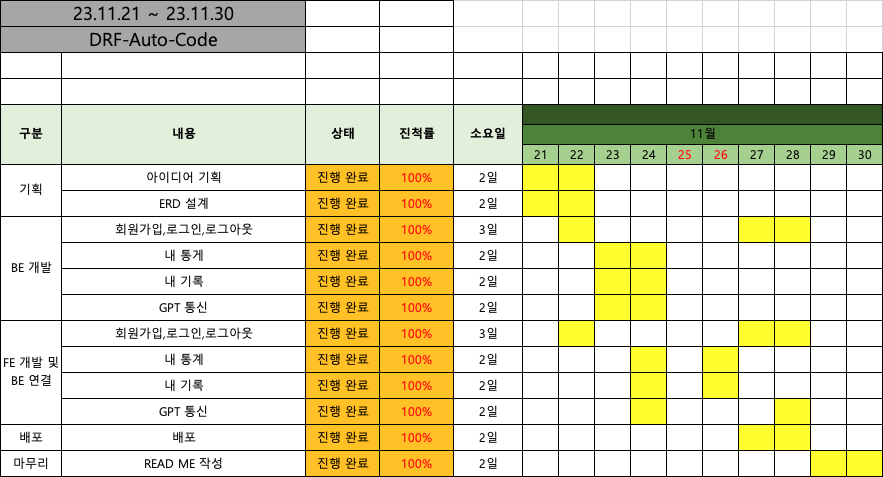 23.11.21 ~ 23.11.30
DRF-Auto-Code
구분 내용 상태 진척률 소요일 11월
21 22 23 24 25 26 27 28 29 30
기획 아이디어 기획 진행 완료 100% 2일
ERD 설계 진행 완료 100% 2일
BE 개발 회원가입,로그인,로그아웃 진행 완료 100% 3일
내 통게 진행 완료 100% 2일
내 기록 진행 완료 100% 2일
GPT 통신 진행 완료 100% 2일
FE 개발 및 BE 연결 회원가입,로그인,로그아웃 진행 완료 100% 3일
내 통계 진행 완료 100% 2일
내 기록 진행 완료 100% 2일
GPT 통신 진행 완료 100% 2일
배포 배포 진행 완료 100% 2일
마무리 READ ME 작성 진행 완료 100% 2일